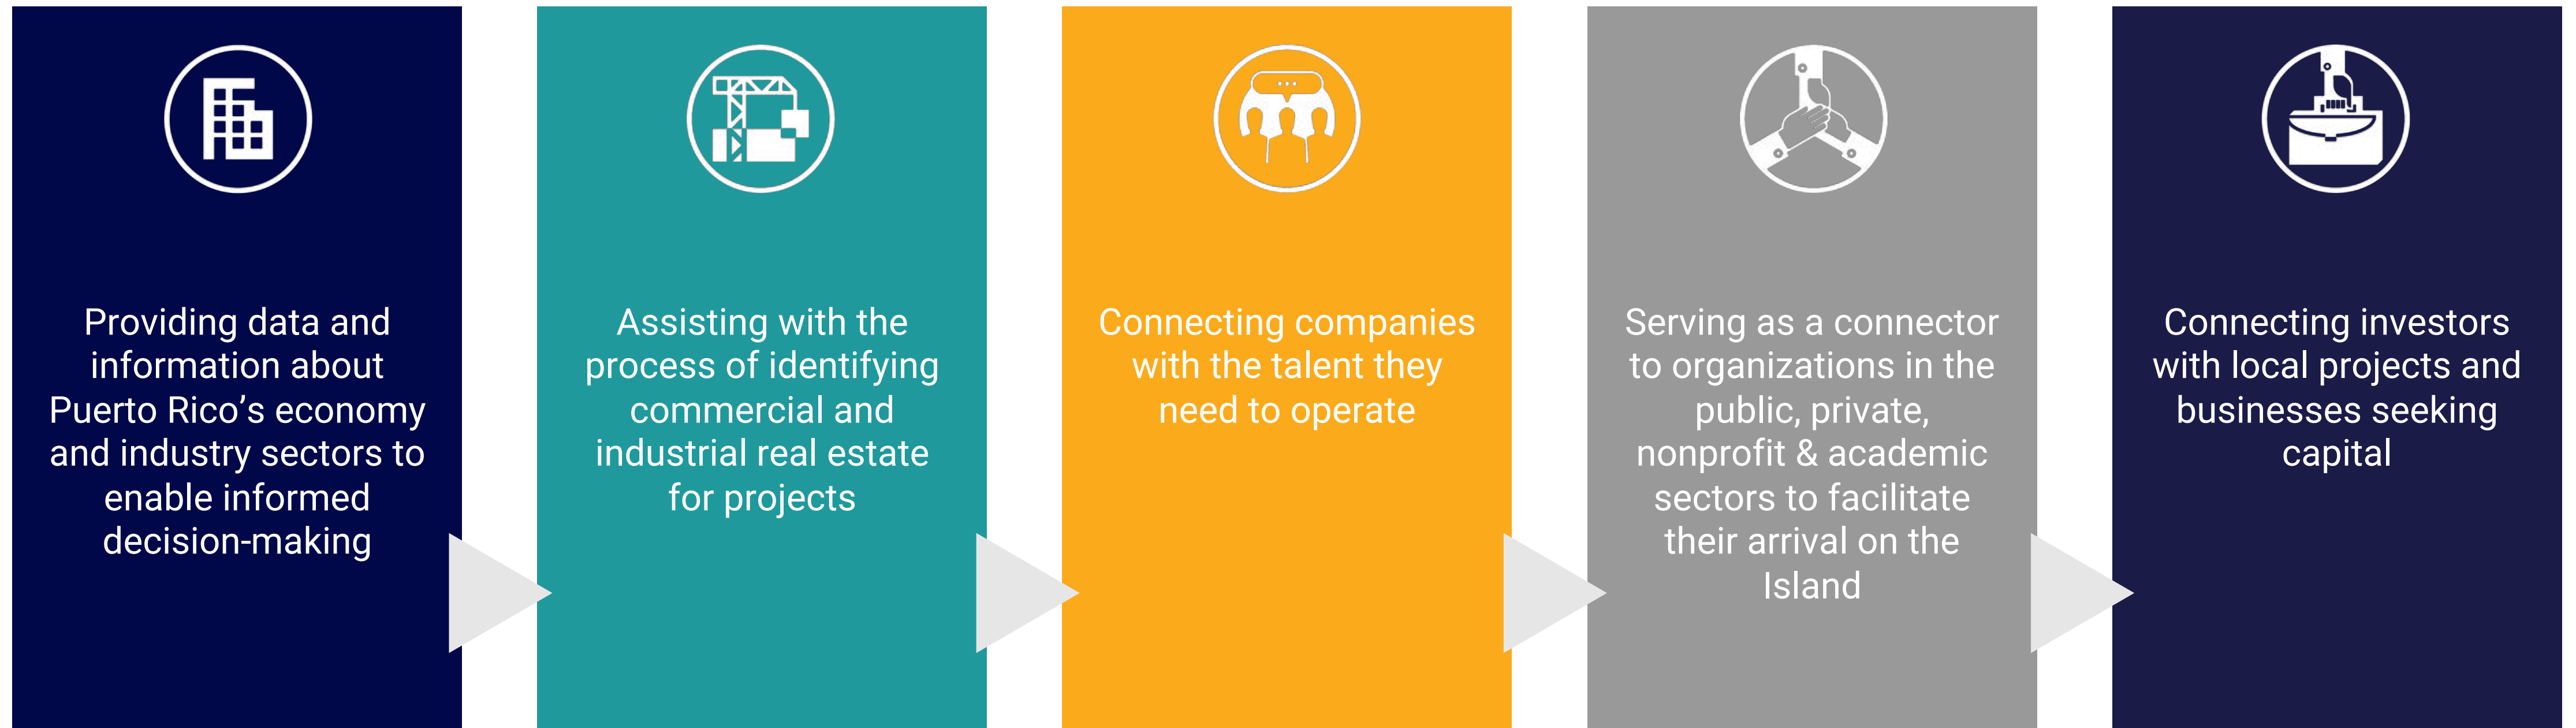 Providing data and
information about
Puerto Rico’s economy
and industry sectors to
enable informed
decision-making
Assisting with the
process of identifying
commercial and
industrial real estate
for projects
Connecting companies
with the talent they
need to operate
Serving as a connector
to organizations in the
public, private,
nonprofit & academic
sectors to facilitate
their arrival on the
Island
Connecting investors
with local projects and
businesses seeking
capital